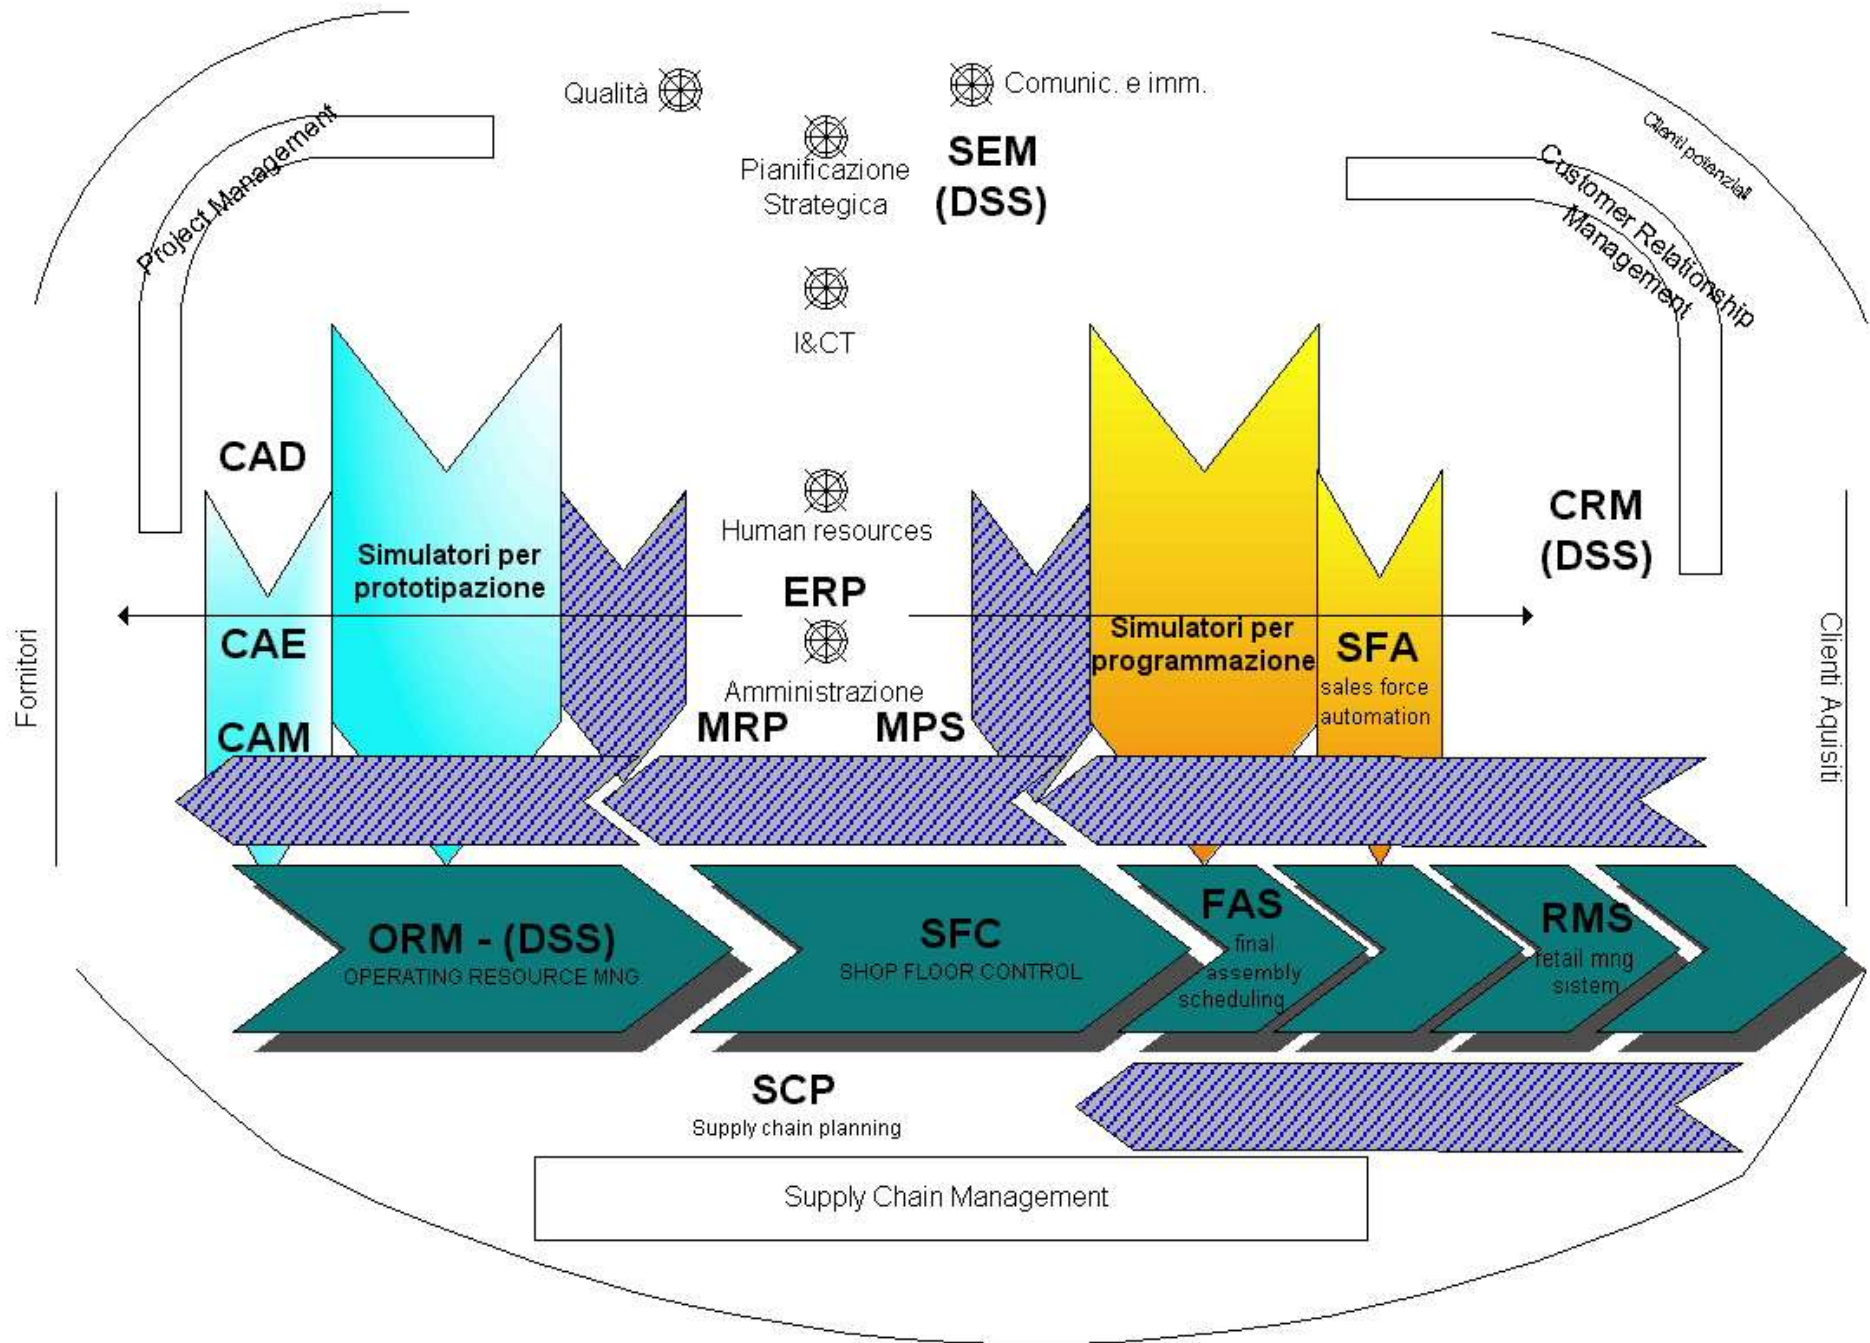 Qualità
Comunic. e imm.
Project Management
Pianificazione
Strategica
SEM
(DSS)
Clienti potenziali
Customer Relationship
Management
I&CT
CAD
Human resources
CRM
(DSS)
Simulatori per
prototipazione
ERP
Fornitori
CAE
Simulatori per
programmazione
SFA
sales force
automation
Clienti Aquisiti
Amministrazione
CAM
MRP
MPS
ORM - (DSS)
OPERATING RESOURCE MNG
SFC
SHOP FLOOR CONTROL
FAS
final
assembly
scheduling
RMS
retail mng
sistem
SCP
Supply chain planning
Supply Chain Management